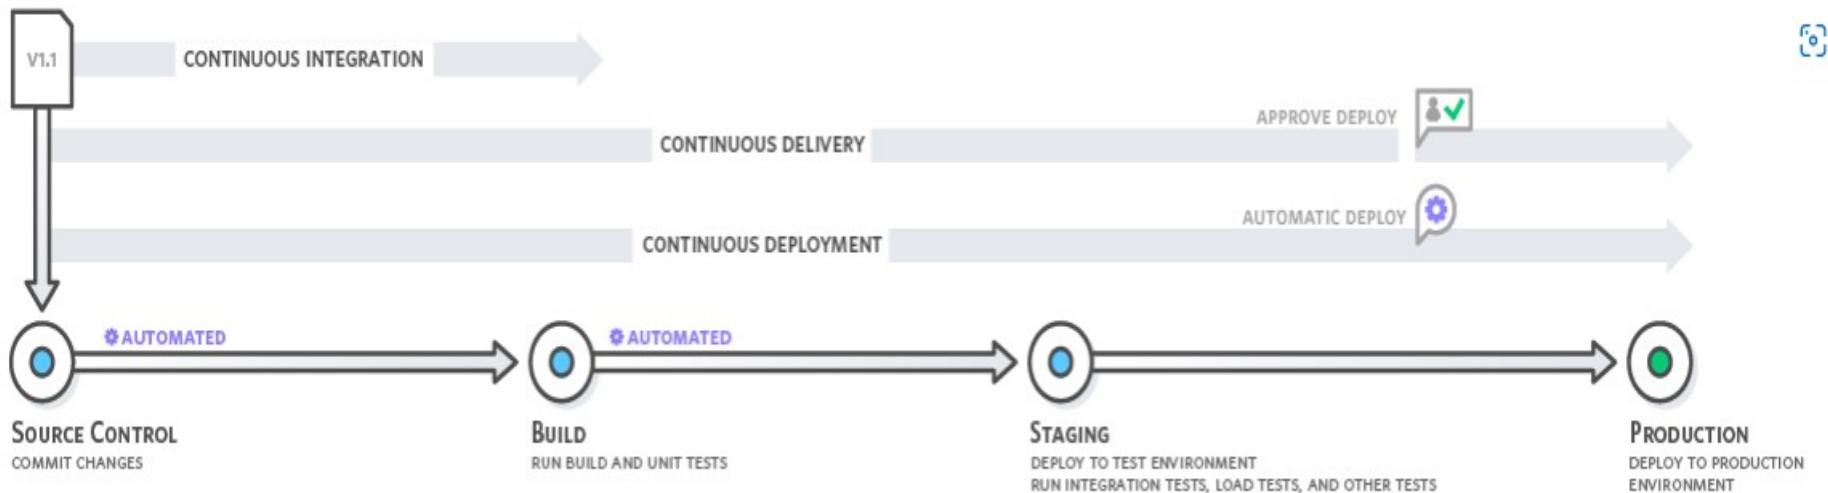 V1.1
CONTINUOUS INTEGRATION
APPROVE DEPLOY
CONTINUOUS DELIVERY
AUTOMATIC DEPLOY
CONTINUOUS DEPLOYMENT
AUTOMATED
AUTOMATED
SOURCE CONTROL
COMMIT CHANGES
BUILD
RUN BUILD AND UNIT TESTS
STAGING
DEPLOY TO TEST ENVIRONMENT
RUN INTEGRATION TESTS, LOAD TESTS, AND OTHER TESTS
PRODUCTION
DEPLOY TO PRODUCTION
ENVIRONMENT